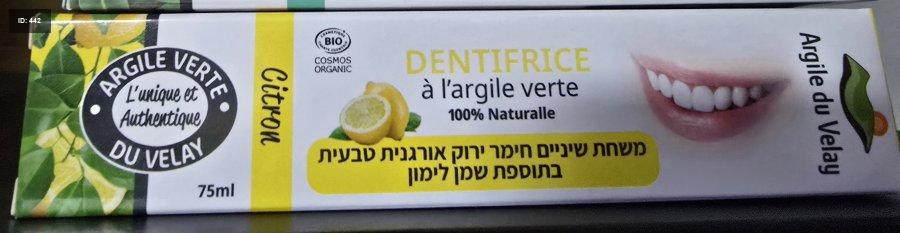 ID: 442
ARGILE VERTE
L'unique et
Authentique
DU VELAY
75ml
Citron
BIO
COSMOS
ORGANIC
DENTIFRICE
à l'argile verte
100% Naturalle
משחת שיניים חימר ירוק אורגנית טבעית
בתוספת שמן לימון
Argile du Velay